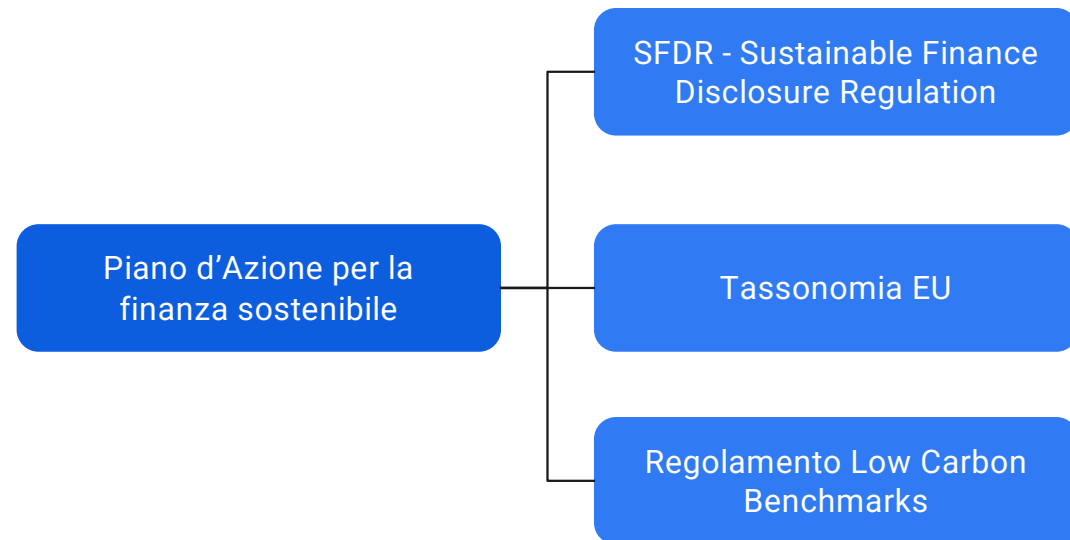 SFDR - Sustainable Finance
Disclosure Regulation
Piano d’Azione per la
finanza sostenibile
Tassonomia EU
Regolamento Low Carbon
Benchmarks